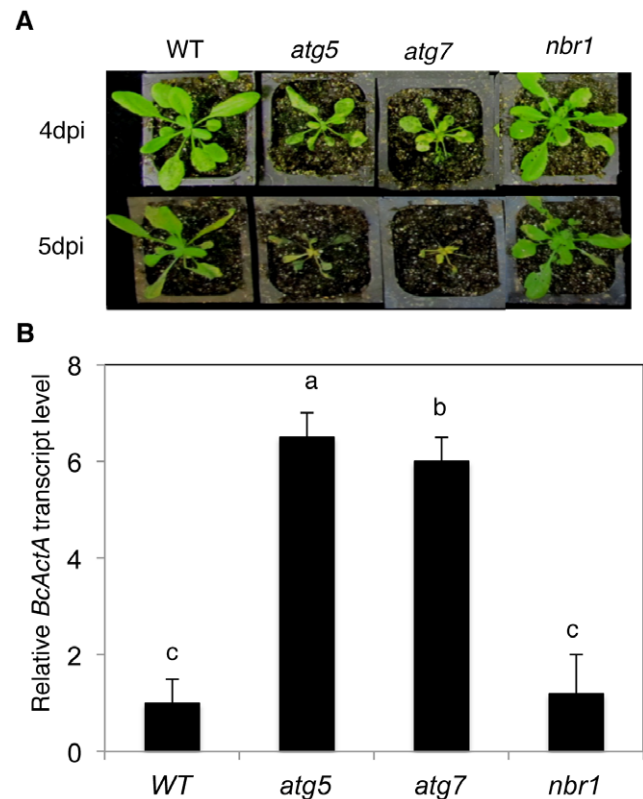 A
WT atg5 atg7 nbr1
4dpi
5dpi
B
Relative BcActA transcript level
8
6
4
2
0
c
a
b
c
WT atg5 atg7 nbr1